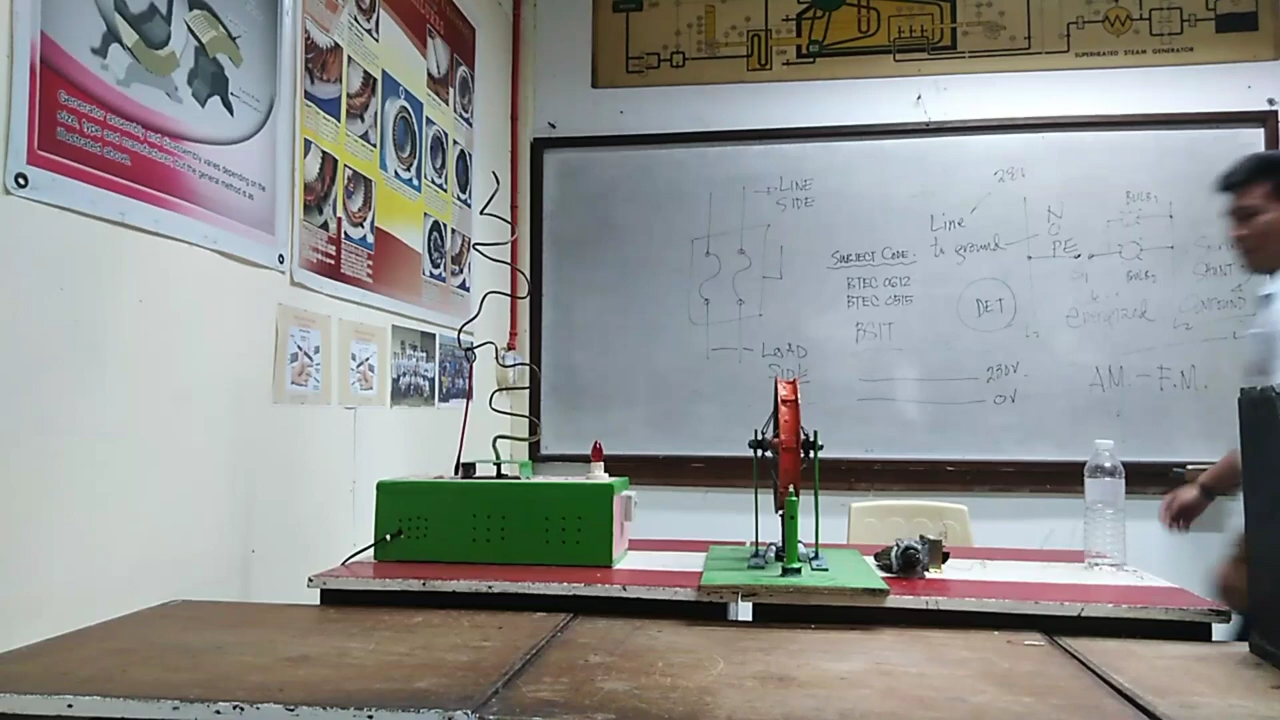 Generator assembly and disassembly varies depending on the
size, type and manufacturer, but the general method is as
illustrated above.
SUPERHEATED STEAM GENERATOR
LINE
SIDE
LOAD
SIDE
SUBJECT CODE.
BTEC 0612
BTEC 0515
BSIT
Line
to ground
N
O
PE
BULB1
BULB2
energized
DET
230V
0V
AM. - F.M.